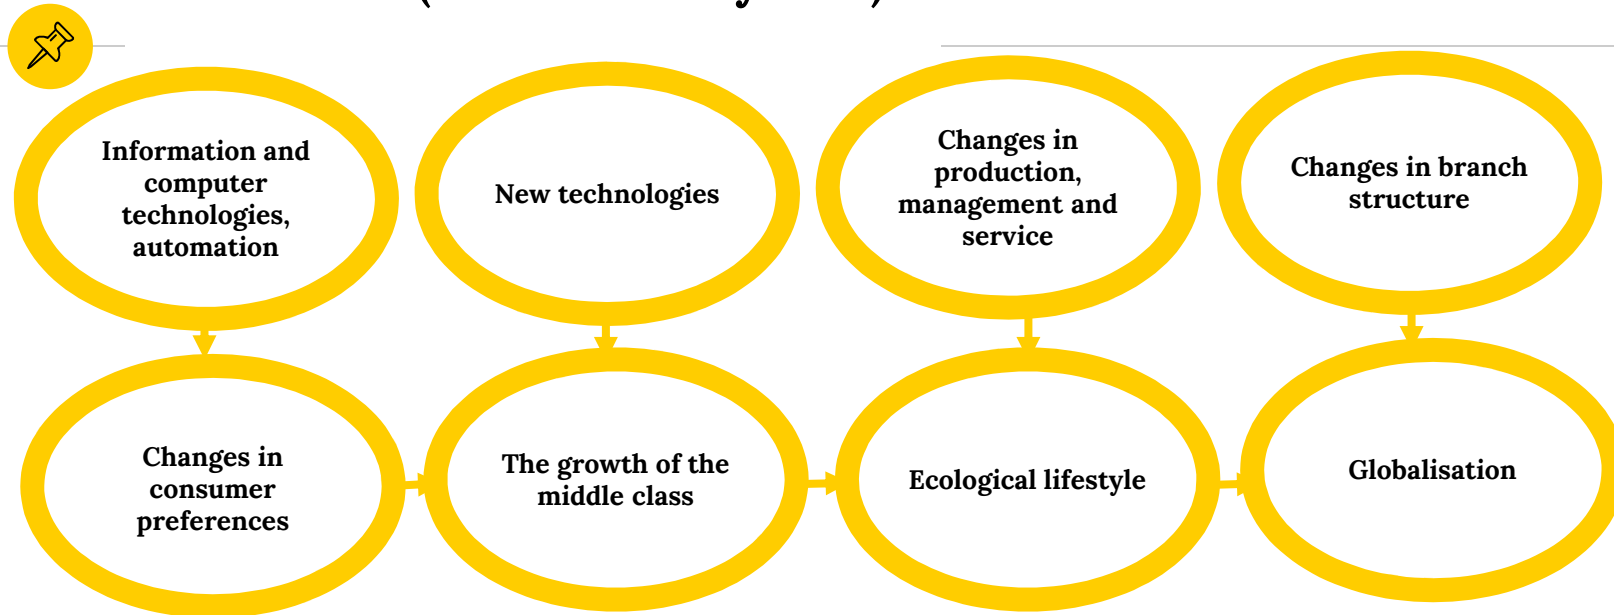 Information and
computer
technologies,
automation
New technologies
Changes in
production,
management and
service
Changes in branch
structure
Changes in
consumer
preferences
The growth of the
middle class
Ecological lifestyle
Globalisation